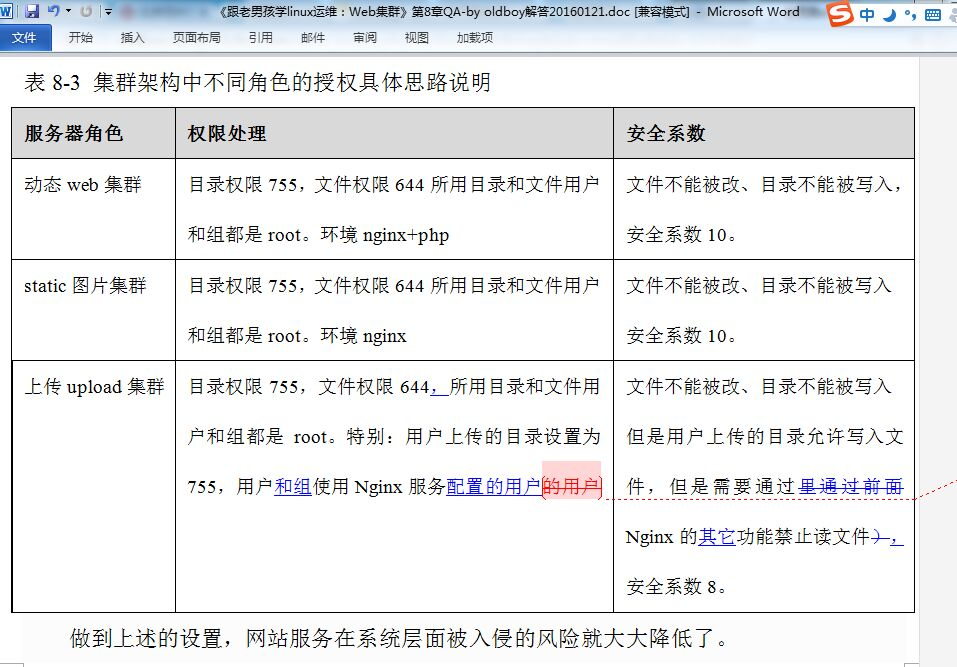 《跟老男孩学linux运维：Web集群》第8章QA-by oldboy解答20160121.doc [兼容模式] - Microsoft Word
中
文件 开始 插入 页面布局 引用 邮件 审阅 视图 加载项
表 8-3 集群架构中不同角色的授权具体思路说明
服务器角色 权限处理 安全系数
动态 web 集群 目录权限 755，文件权限 644 所用目录和文件用户 文件不能被改、目录不能被写入，
和组都是 root。环境 nginx+php 安全系数 10。
static 图片集群 目录权限 755，文件权限 644 所用目录和文件用户 文件不能被改、目录不能被写入
和组都是 root。环境 nginx 安全系数 10。
上传 upload 集群 目录权限 755，文件权限 644，所用目录和文件用 文件不能被改、目录不能被写入
户和组都是 root。特别：用户上传的目录设置为 但是用户上传的目录允许写入文
755，用户和组使用 Nginx 服务配置的用户的用户 件，但是需要通过里通过前面
Nginx 的其它功能禁止读文件），
安全系数 8。
做到上述的设置，网站服务在系统层面被入侵的风险就大大降低了。